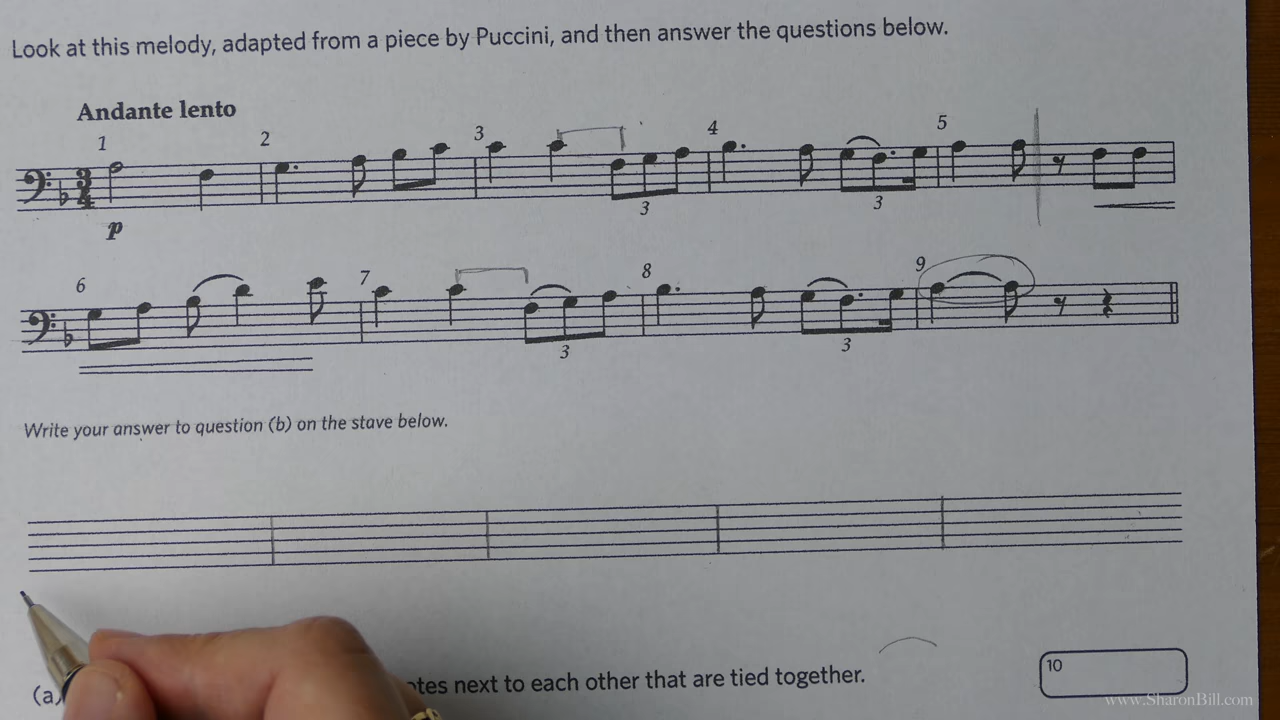 Look at this melody, adapted from a piece by Puccini, and then answer the questions below.
Andante lento
1 2 3 4 5
3
4
p
3 3
6 7 8 9
3 3
Write your answer to question (b) on the stave below.
(a) next to each other that are tied together.
10
www.SharonBill.com